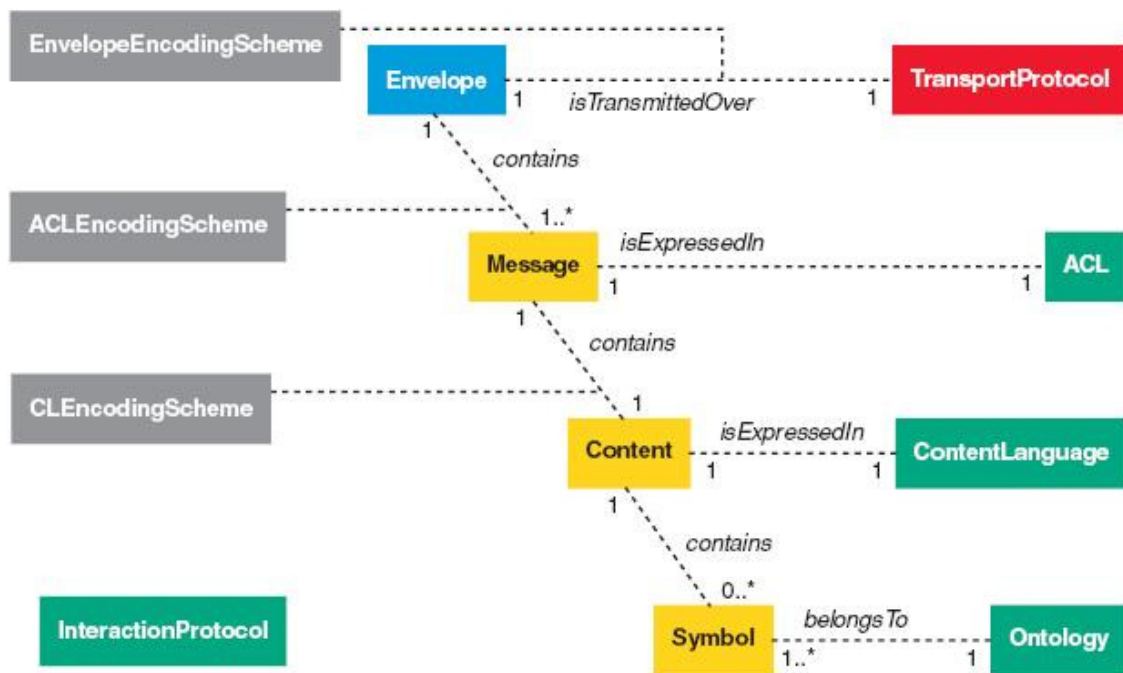 EnvelopeEncodingScheme
Envelope
TransportProtocol
1
isTransmittedOver
1
1
contains
ACLEncodingScheme
1..*
Message
isExpressedIn
ACL
1
1
1
contains
CLEncodingScheme
1
Content
isExpressedIn
ContentLanguage
1
1
1
contains
0..*
InteractionProtocol
Symbol
belongsTo
Ontology
1..*
1